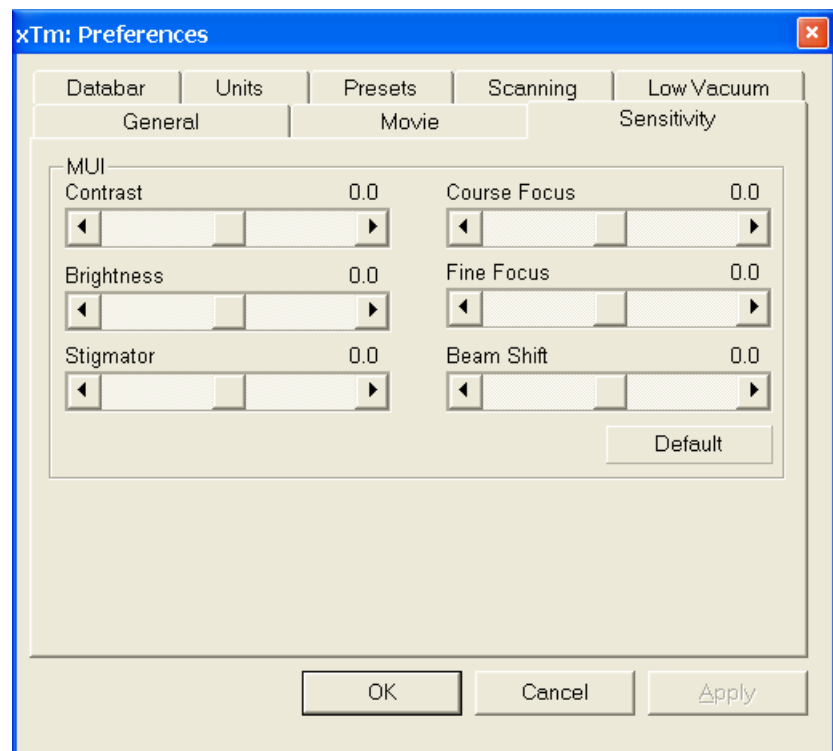 xTm: Preferences
Databar Units Presets Scanning Low Vacuum
General Movie Sensitivity
MUI
Contrast 0.0 Course Focus 0.0
Brightness 0.0 Fine Focus 0.0
Stigmator 0.0 Beam Shift 0.0
Default
OK Cancel Apply